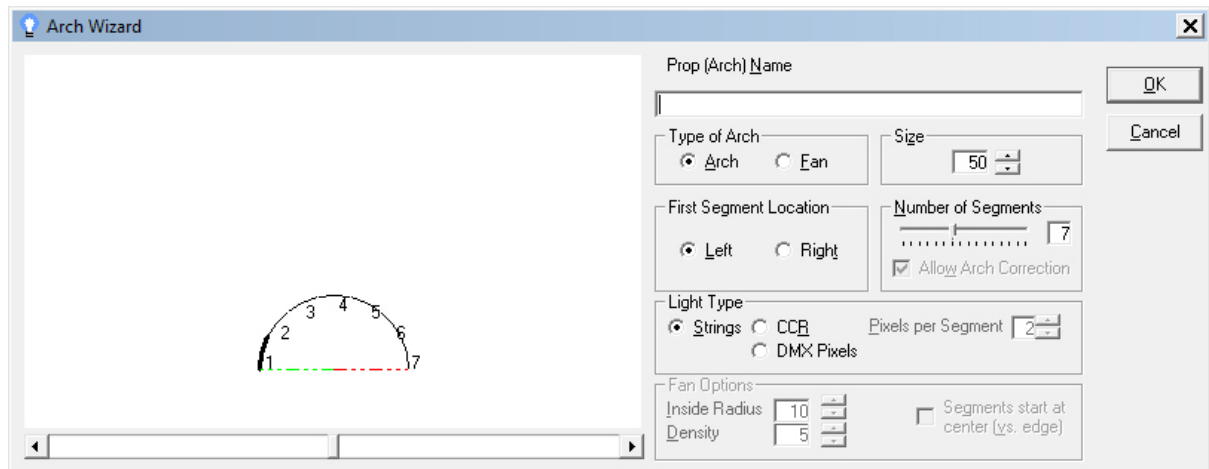 Arch Wizard
Prop (Arch) Name
OK
Cancel
Type of Arch
Arch Fan
Size
50
First Segment Location
Left Right
Number of Segments
7
Allow Arch Correction
Light Type
Strings CCR Pixels per Segment 2
DMX Pixels
Fan Options
Inside Radius 10
Density 5
Segments start at
center (vs. edge)
1 2 3 4 5 6 7